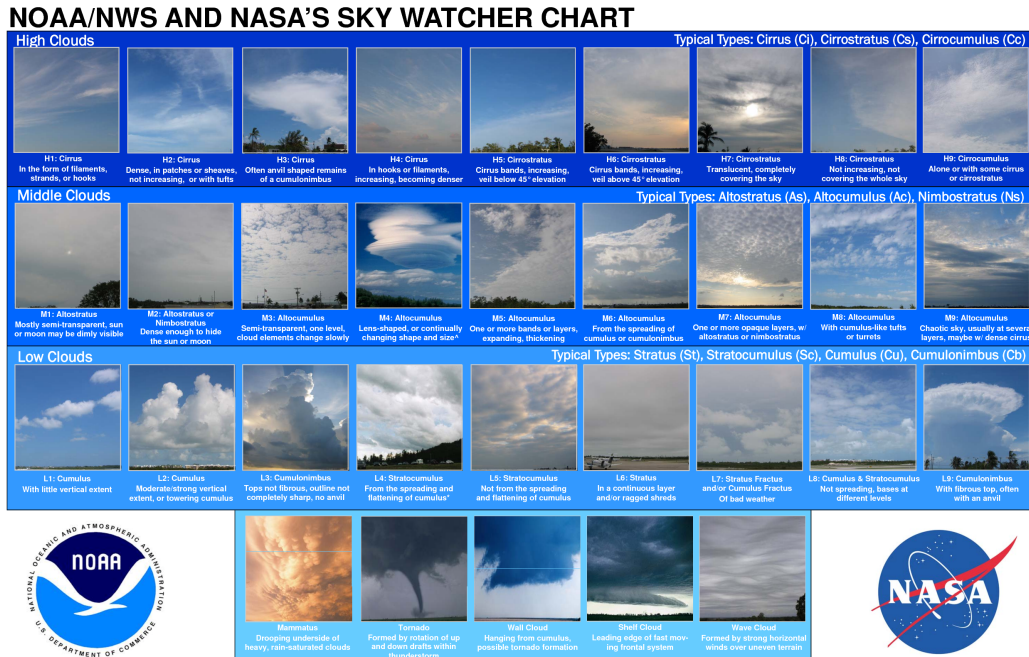 NOAA/NWS AND NASA'S SKY WATCHER CHART
High Clouds
Typical Types: Cirrus (Ci), Cirrostratus (Cs), Cirrocumulus (Cc)
H1: Cirrus
In the form of filaments,
strands, or hooks
H2: Cirrus
Dense, in patches or sheaves,
not increasing, or with tufts
H3: Cirrus
Often anvil shaped remains
of a cumulonimbus
H4: Cirrus
In hooks or filaments,
increasing, becoming denser
H5: Cirrostratus
Cirrus bands, increasing,
veil below 45° elevation
H6: Cirrostratus
Cirrus bands, increasing,
veil above 45° elevation
H7: Cirrostratus
Translucent, completely
covering the sky
H8: Cirrostratus
Not increasing, not
covering the whole sky
H9: Cirrocumulus
Alone or with some cirrus
or cirrostratus
Middle Clouds
Typical Types: Altostratus (As), Altocumulus (Ac), Nimbostratus (Ns)
M1: Altostratus
Mostly semi-transparent, sun
or moon may be dimly visible
M2: Altostratus or
Nimbostratus
Dense enough to hide
the sun or moon
M3: Altocumulus
Semi-transparent, one level,
cloud elements change slowly
M4: Altocumulus
Lens-shaped, or continually
changing shape and size^
M5: Altocumulus
One or more bands or layers,
expanding, thickening
M6: Altocumulus
From the spreading of
cumulus or cumulonimbus
M7: Altocumulus
One or more opaque layers, w/
altostratus or nimbostratus
M8: Altocumulus
With cumulus-like tufts
or turrets
M9: Altocumulus
Chaotic sky, usually at several
layers, maybe w/ dense cirrus
Low Clouds
Typical Types: Stratus (St), Stratocumulus (Sc), Cumulus (Cu), Cumulonimbus (Cb)
L1: Cumulus
With little vertical extent
L2: Cumulus
Moderate/strong vertical
extent, or towering cumulus
L3: Cumulonimbus
Tops not fibrous, outline not
completely sharp, no anvil
L4: Stratocumulus
From the spreading and
flattening of cumulus*
L5: Stratocumulus
Not from the spreading
and flattening of cumulus
L6: Stratus
In a continuous layer
and/or ragged shreds
L7: Stratus Fractus
and/or Cumulus Fractus
Of bad weather
L8: Cumulus & Stratocumulus
Not spreading, bases at
different levels
L9: Cumulonimbus
With fibrous top, often
with an anvil
NATIONAL OCEANIC AND ATMOSPHERIC ADMINISTRATION
NOAA
U.S. DEPARTMENT OF COMMERCE
Mammatus
Drooping underside of
heavy, rain-saturated clouds
Tornado
Formed by rotation of up
and down drafts within
thunderstorm
Wall Cloud
Hanging from cumulus,
possible tornado formation
Shelf Cloud
Leading edge of fast mov-
ing frontal system
Wave Cloud
Formed by strong horizontal
winds over uneven terrain
NASA